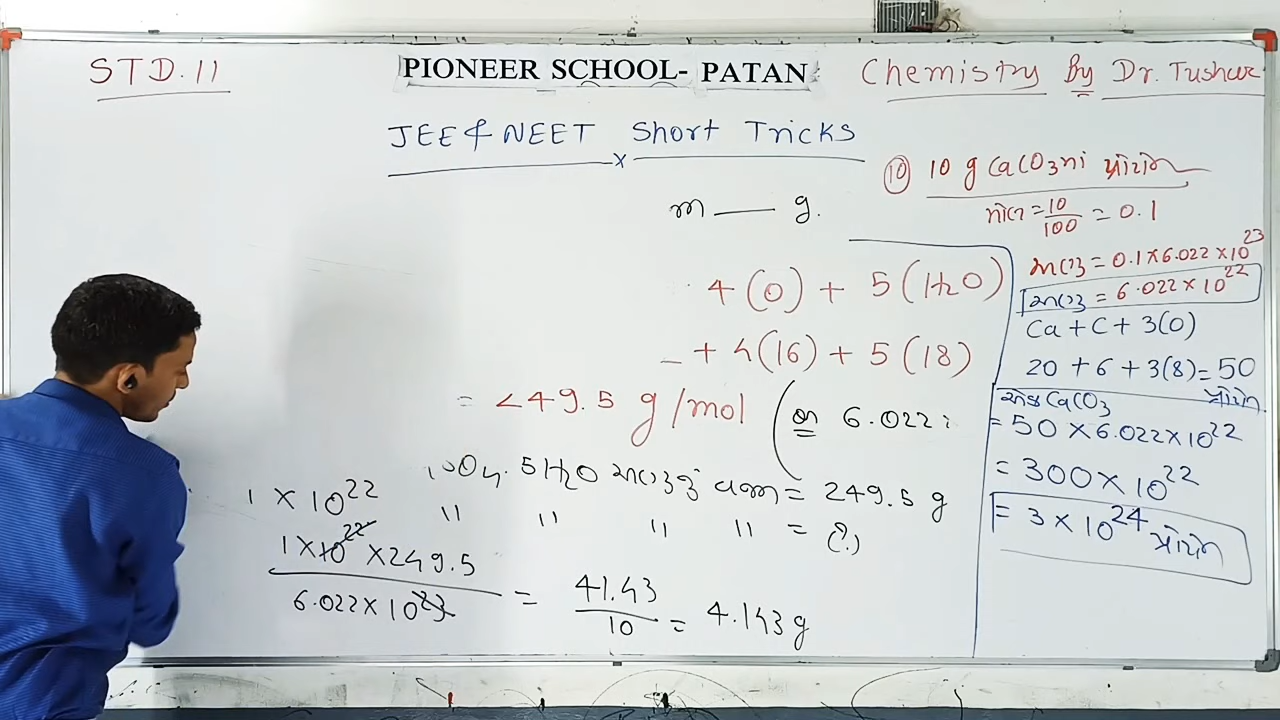 STD.11
PIONEER SCHOOL- PATAN
Chemistry By Dr. Tushar
JEE & NEET Short Tricks
x
m — g.
4(O) + 5(H2O)
+ 4(16) + 5(18)
= 249.5 g/mol (or 6.022
O4. 5H2O અણુનું વજન = 249.5 g
1 × 10^22 " " " " = (?)
1×10^22 × 249.5
6.022 × 10^23
= 41.43
10
= 4.143 g
(10) 10 g CaCO3 ni પ્રોટોન
મોલ = 10/100 = 0.1
અણુ = 0.1×6.022×10^23
અણુ = 6.022×10^22
Ca + C + 3(O)
20 + 6 + 3(8) = 50
પ્રોટોન
એક CaCO3
= 50 × 6.022×10^22
= 300 × 10^22
= 3 × 10^24 પ્રોટોન